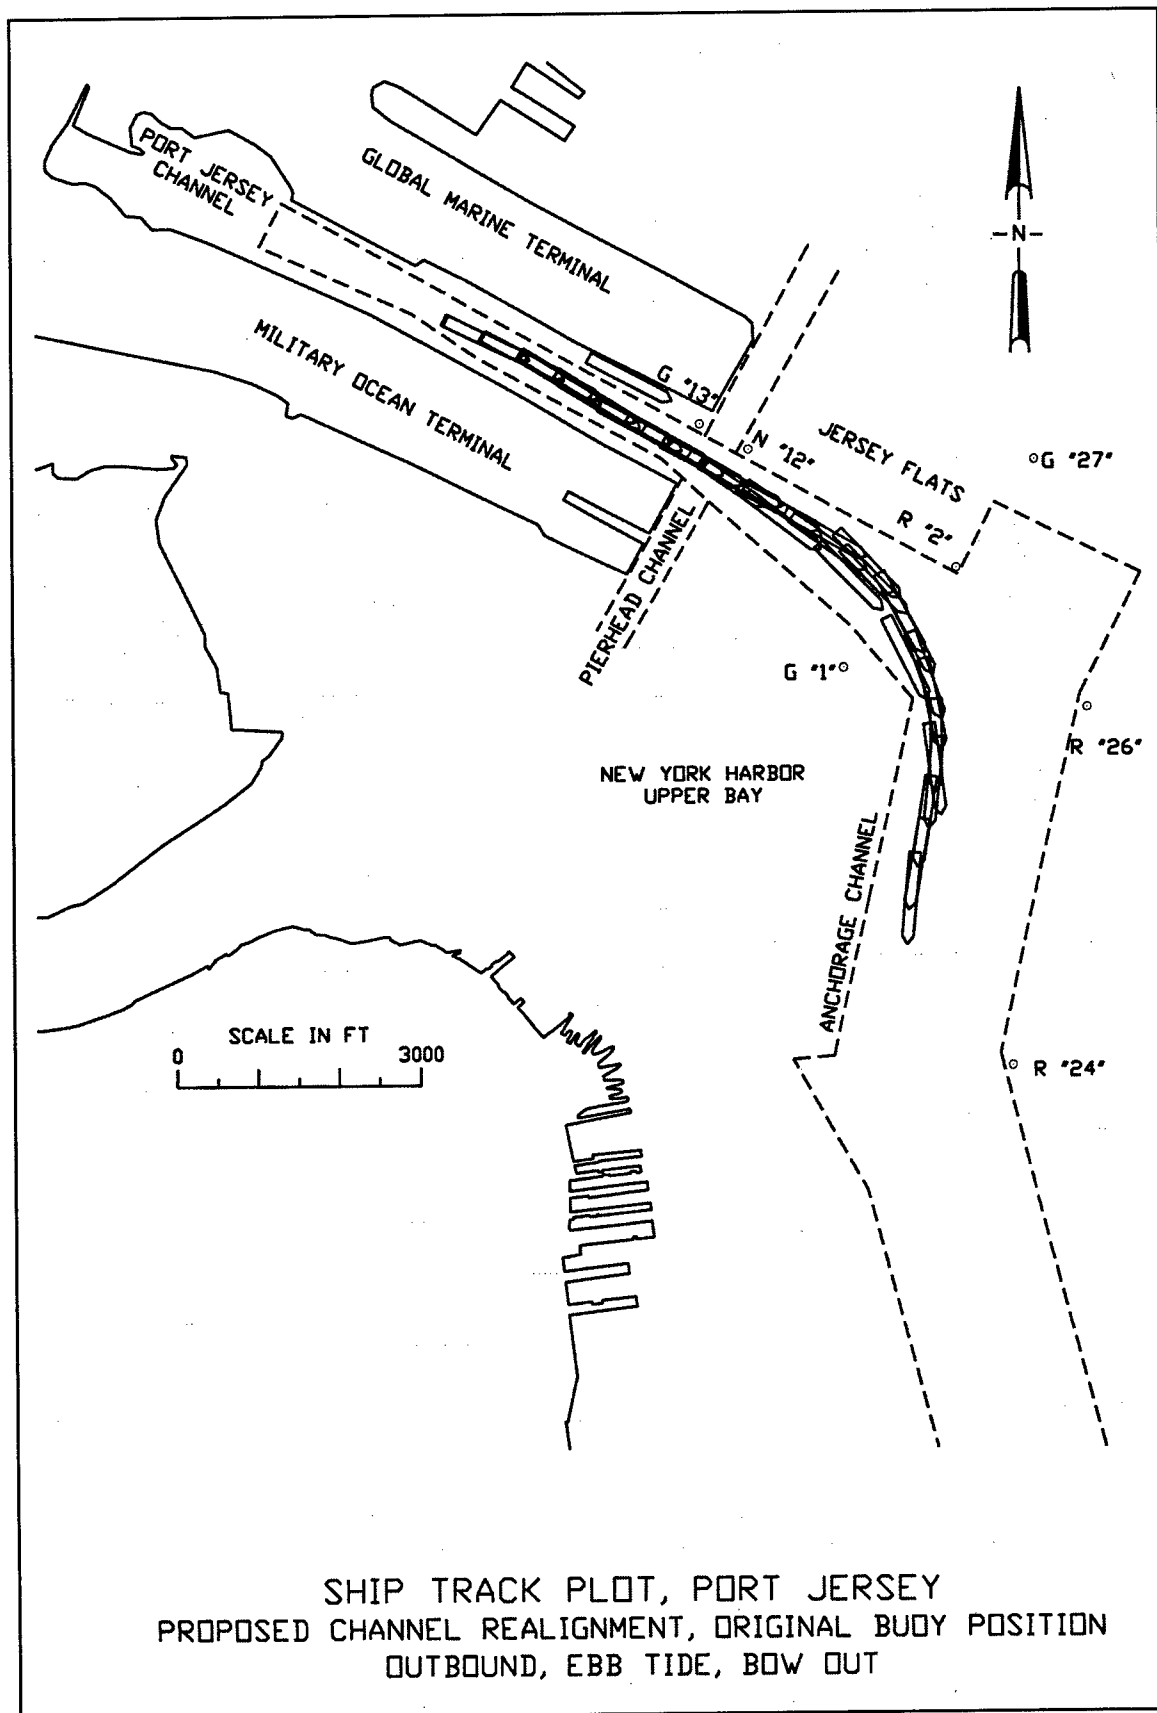 PORT JERSEY
CHANNEL
GLOBAL MARINE TERMINAL
-N-
MILITARY OCEAN TERMINAL
G "13"
N "12"
JERSEY FLATS
G "27"
R "2"
PIERHEAD CHANNEL
G "1"
R "26"
NEW YORK HARBOR
UPPER BAY
ANCHORAGE CHANNEL
SCALE IN FT
0 3000
R "24"
SHIP TRACK PLOT, PORT JERSEY
PROPOSED CHANNEL REALIGNMENT, ORIGINAL BUOY POSITION
OUTBOUND, EBB TIDE, BOW OUT